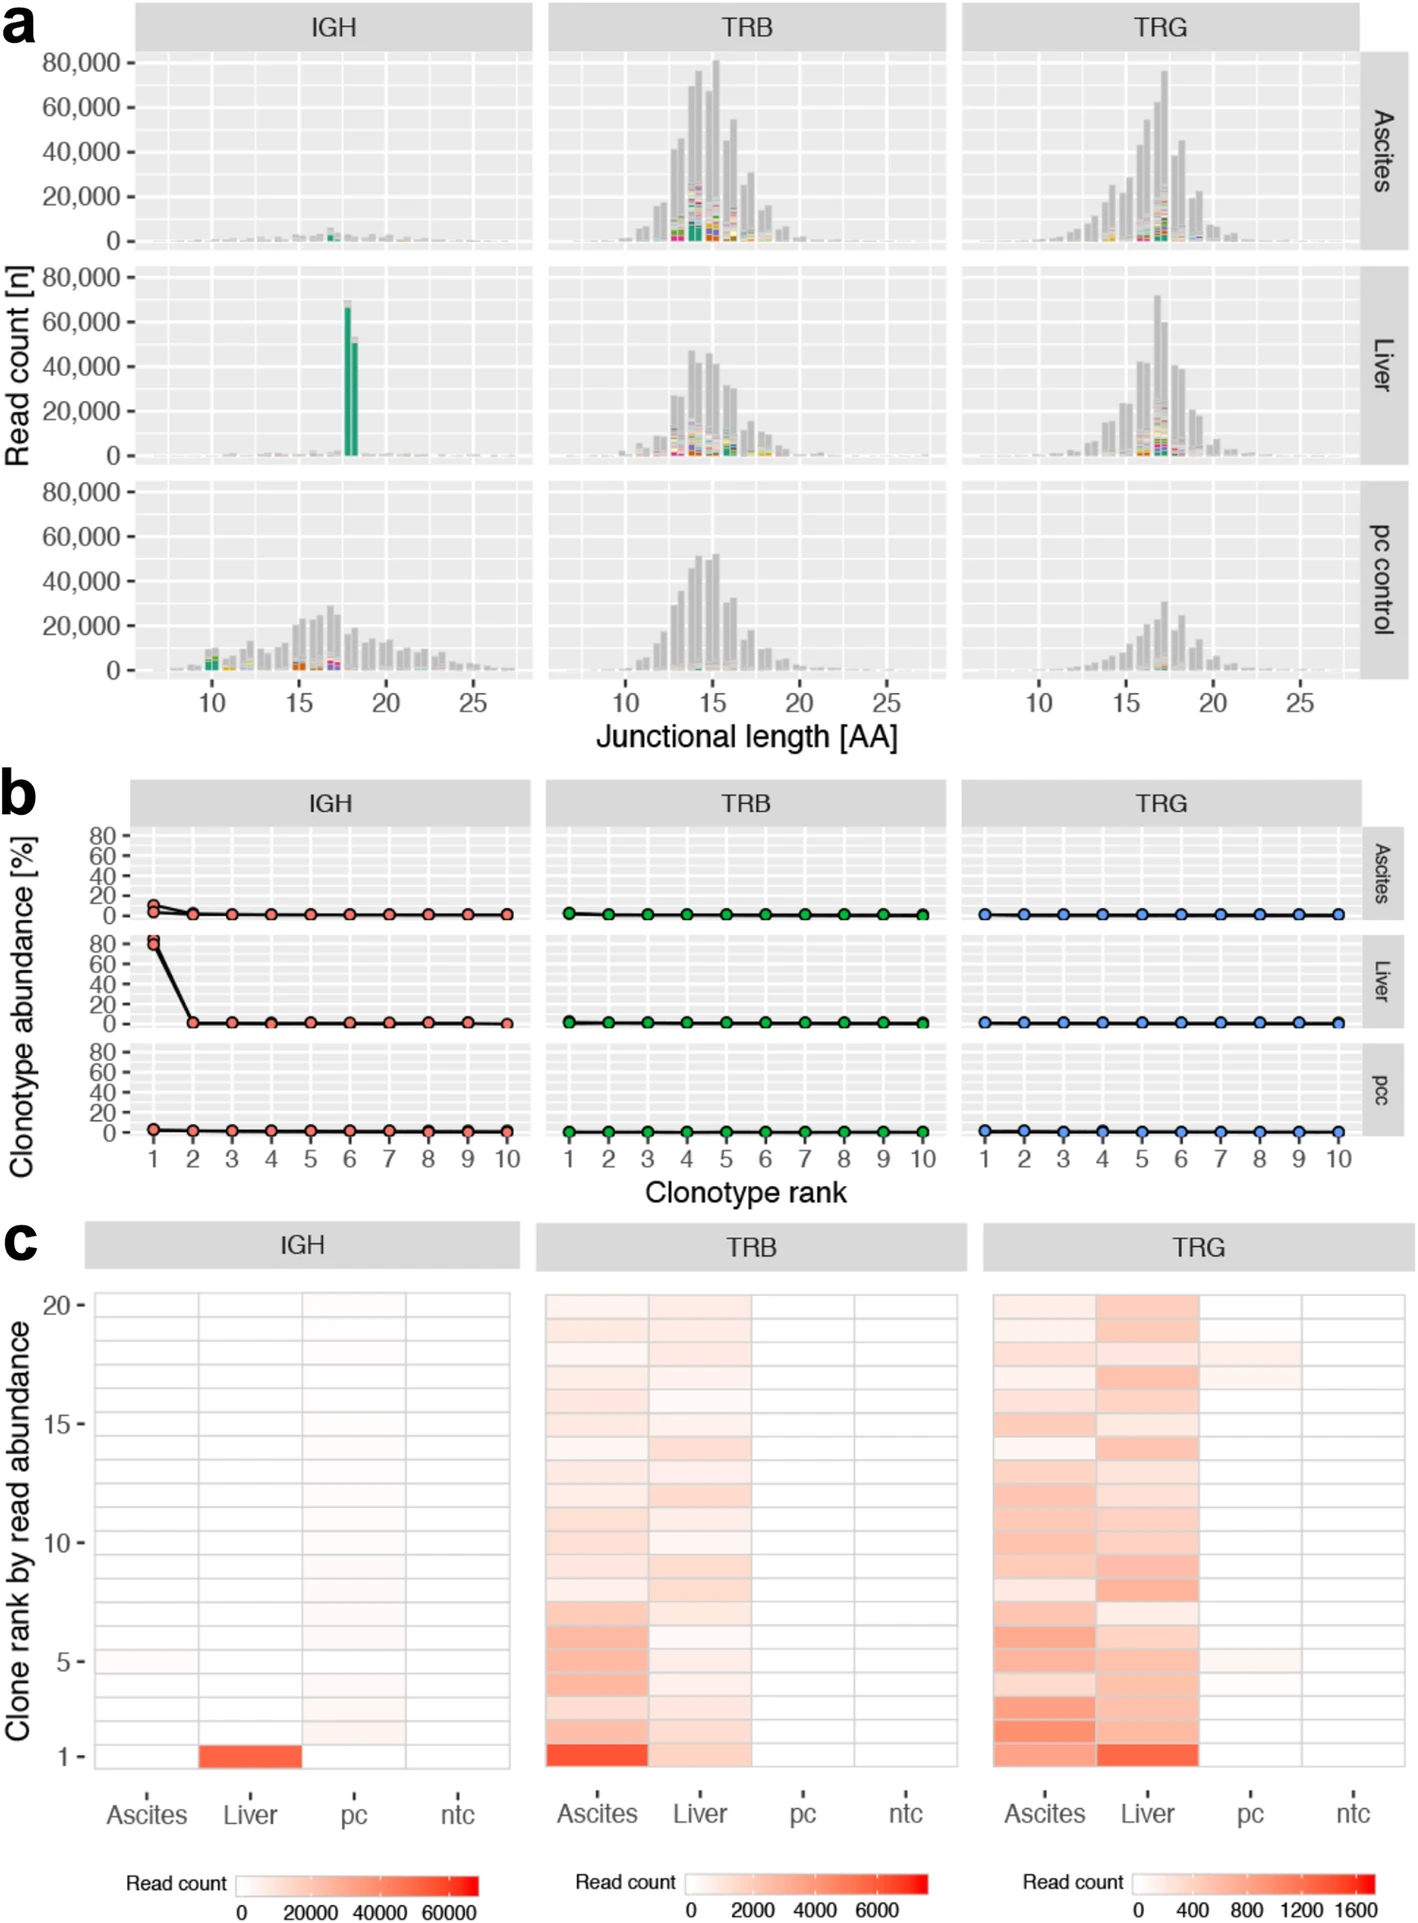 a
IGH TRB TRG
80,000
60,000
40,000
20,000
0
Ascites
80,000
60,000
40,000
20,000
0
Liver
80,000
60,000
40,000
20,000
0
pc control
Read count [n]
10 15 20 25 10 15 20 25 10 15 20 25
Junctional length [AA]
b
IGH TRB TRG
80
60
40
20
0
Ascites
80
60
40
20
0
Liver
80
60
40
20
0
pcc
Clonotype abundance [%]
1 2 3 4 5 6 7 8 9 10 1 2 3 4 5 6 7 8 9 10 1 2 3 4 5 6 7 8 9 10
Clonotype rank
c
IGH TRB TRG
20
15
10
5
1
Clone rank by read abundance
Ascites Liver pc ntc Ascites Liver pc ntc Ascites Liver pc ntc
Read count Read count Read count
0 20000 40000 60000 0 2000 4000 6000 0 400 800 1200 1600